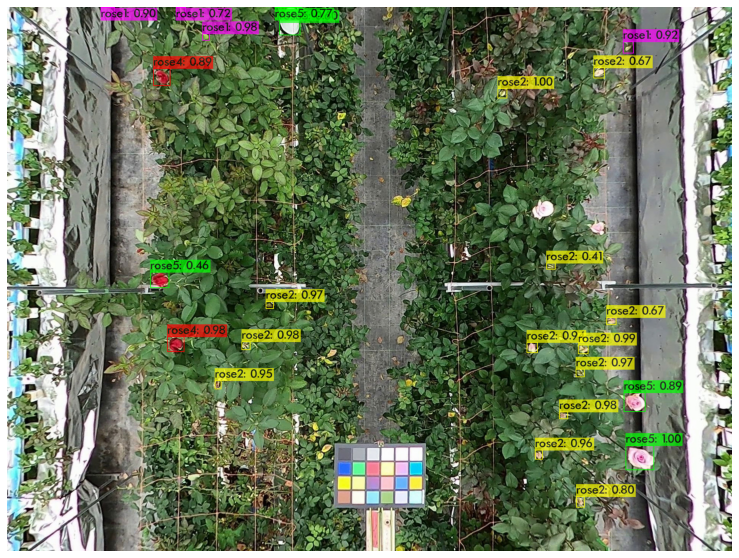 rose1: 0.90
rose1: 0.72
rose5: 0.77
rose1: 0.98
rose1: 0.92
rose4: 0.89
rose2: 0.67
rose2: 1.00
rose2: 0.41
rose5: 0.46
rose2: 0.97
rose2: 0.67
rose4: 0.98
rose2: 0.98
rose2: 0.9
rose2: 0.99
rose2: 0.97
rose2: 0.95
rose5: 0.89
rose2: 0.98
rose5: 1.00
rose2: 0.96
rose2: 0.80